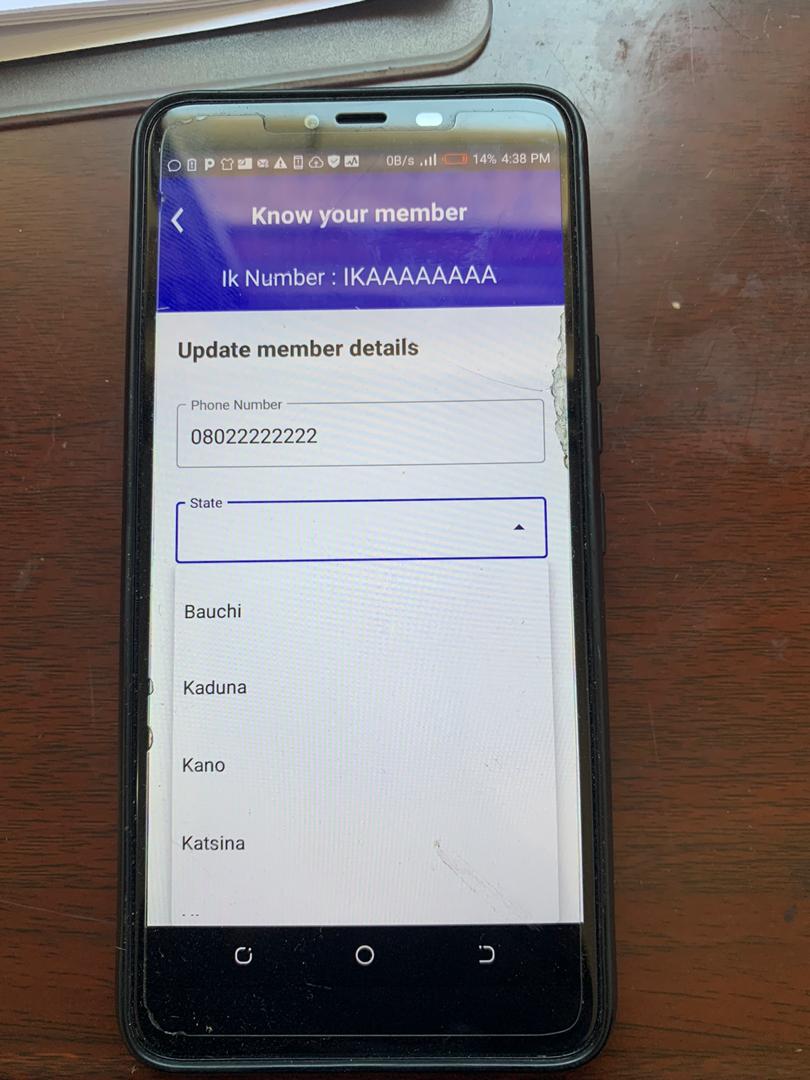 0B/s 14% 4:38 PM
Know your member
Ik Number : IKAAAAAAAA
Update member details
Phone Number
08022222222
State
Bauchi
Kaduna
Kano
Katsina